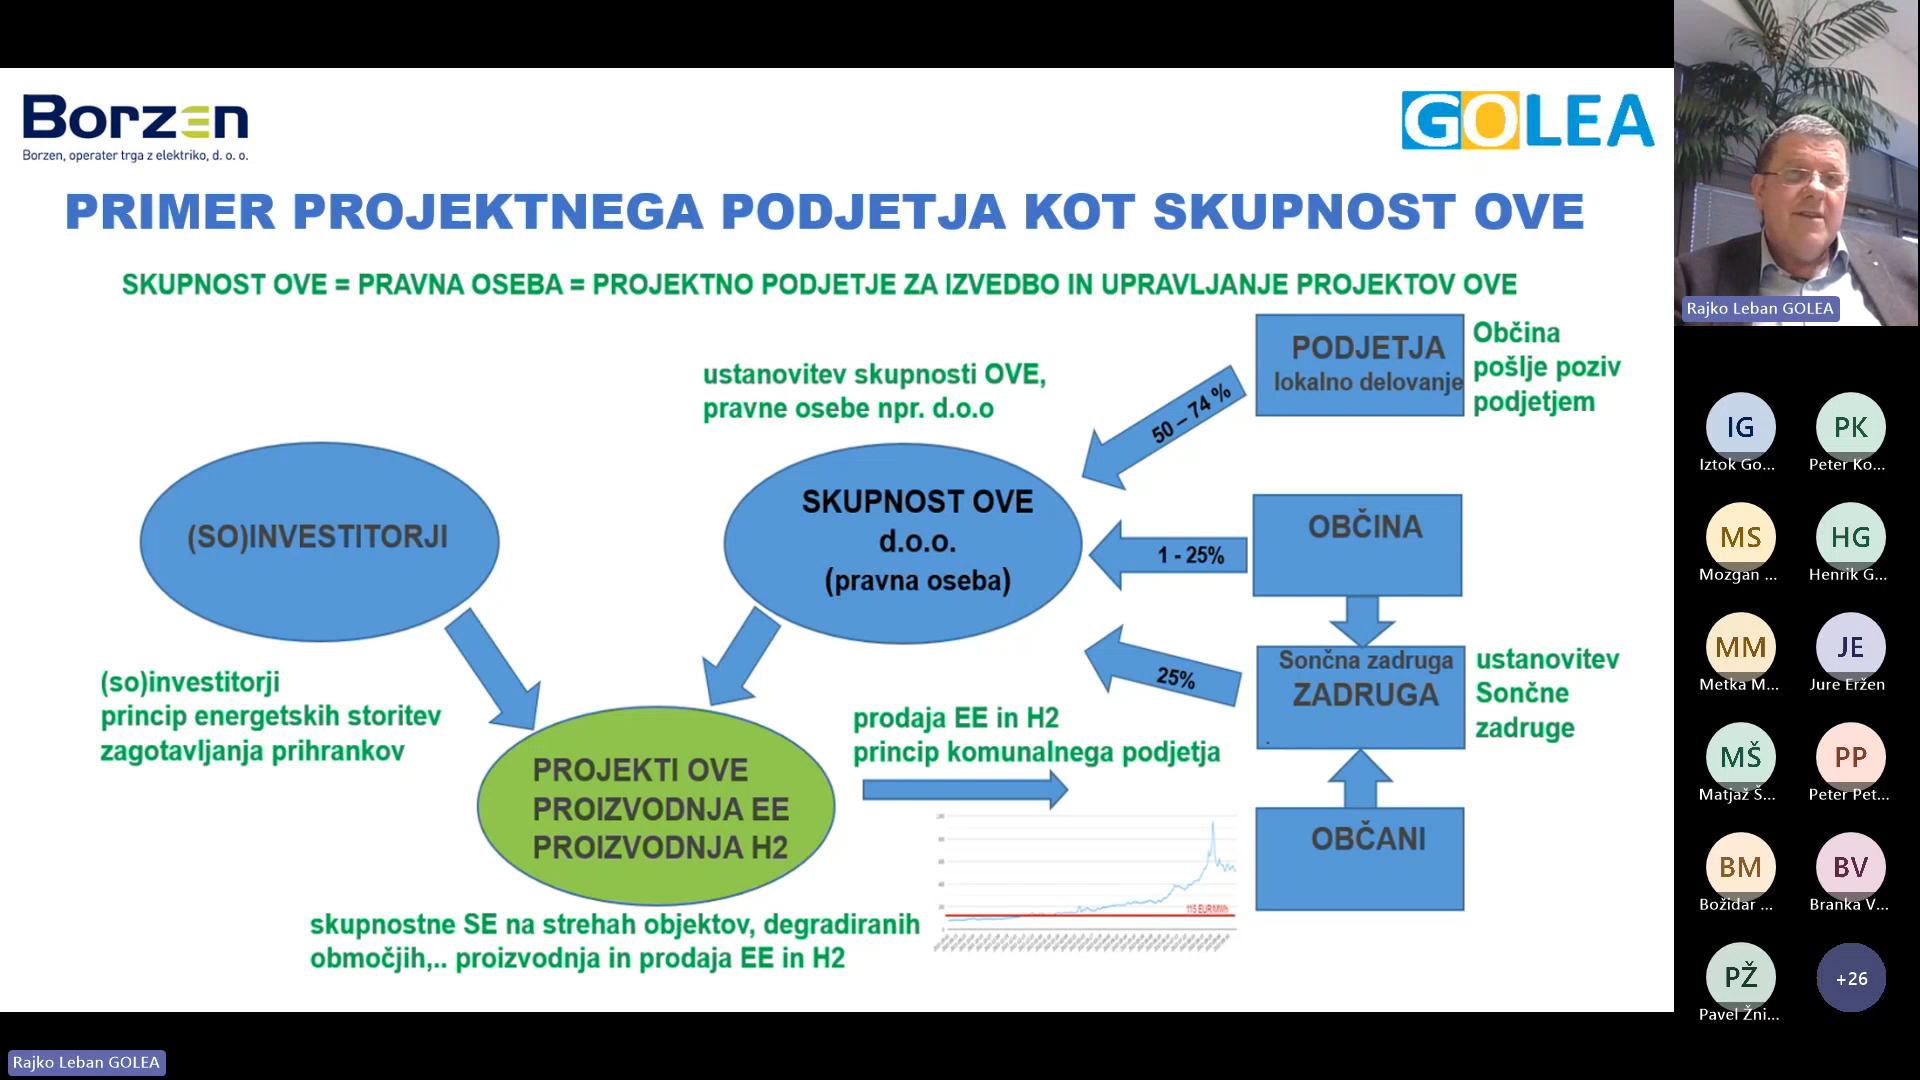 Borzen
Borzen, operater trga z elektriko, d. o. o.
GOLEA
PRIMER PROJEKTNEGA PODJETJA KOT SKUPNOST OVE
SKUPNOST OVE = PRAVNA OSEBA = PROJEKTNO PODJETJE ZA IZVEDBO IN UPRAVLJANJE PROJEKTOV OVE
ustanovitev skupnosti OVE,
pravne osebe npr. d.o.o
50 – 74 %
PODJETJA
lokalno delovanje
Občina
pošlje poziv
podjetjem
(SO)INVESTITORJI
SKUPNOST OVE
d.o.o.
(pravna oseba)
1 - 25%
OBČINA
25%
Sončna zadruga
ZADRUGA
ustanovitev
Sončne
zadruge
(so)investitorji
princip energetskih storitev
zagotavljanja prihrankov
prodaja EE in H2
princip komunalnega podjetja
PROJEKTI OVE
PROIZVODNJA EE
PROIZVODNJA H2
115 EUR/MWh
OBČANI
skupnostne SE na strehah objektov, degradiranih
območjih,.. proizvodnja in prodaja EE in H2
Rajko Leban GOLEA
IG
Iztok Go...
PK
Peter Ko...
MS
Mozgan ...
HG
Henrik G...
MM
Metka M...
JE
Jure Eržen
MŠ
Matjaž Š...
PP
Peter Pet...
BM
Božidar ...
BV
Branka V...
PŽ
Pavel Žni...
+26
Rajko Leban GOLEA